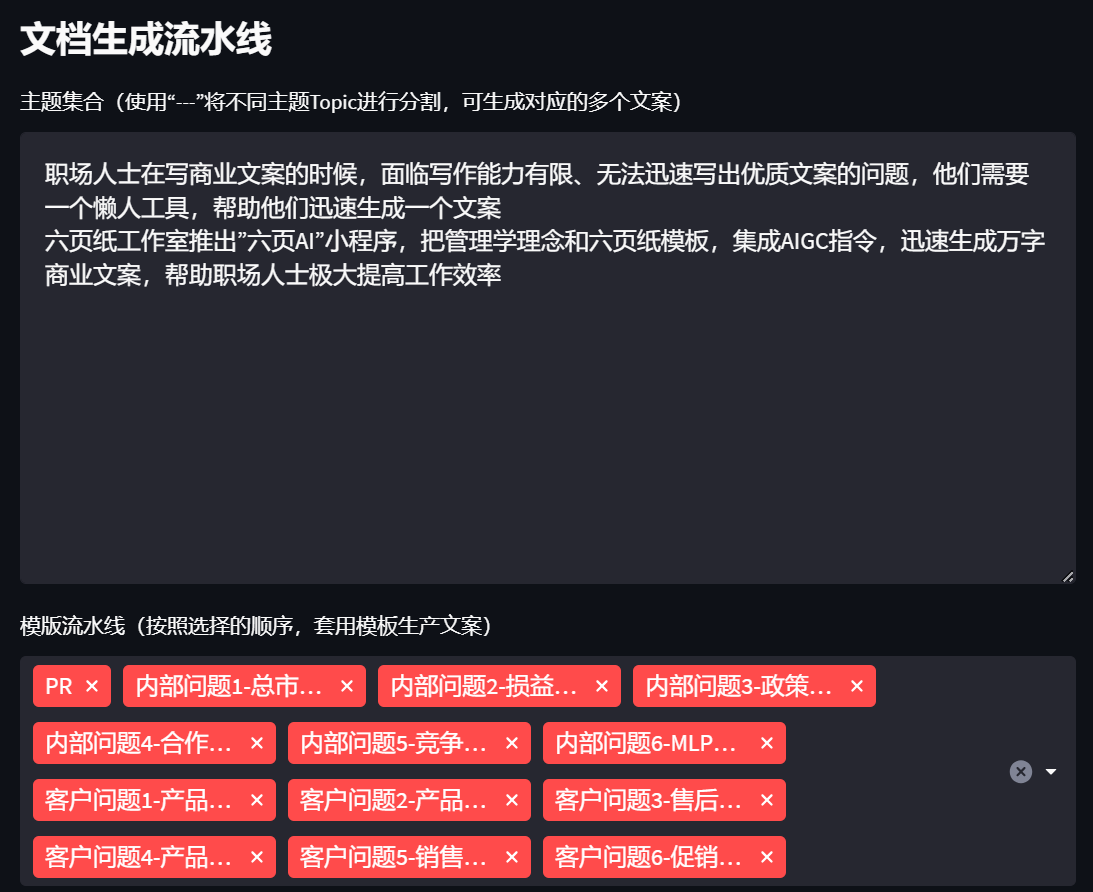 文档生成流水线
主题集合（使用“---”将不同主题Topic进行分割，可生成对应的多个文案）
职场人士在写商业文案的时候，面临写作能力有限、无法迅速写出优质文案的问题，他们需要
一个懒人工具，帮助他们迅速生成一个文案
六页纸工作室推出”六页AI”小程序，把管理学理念和六页纸模板，集成AIGC指令，迅速生成万字
商业文案，帮助职场人士极大提高工作效率
模版流水线（按照选择的顺序，套用模板生产文案）
PR × 内部问题1-总市... × 内部问题2-损益... × 内部问题3-政策... ×
内部问题4-合作... × 内部问题5-竞争... × 内部问题6-MLP... ×
客户问题1-产品... × 客户问题2-产品... × 客户问题3-售后... ×
客户问题4-产品... × 客户问题5-销售... × 客户问题6-促销... ×